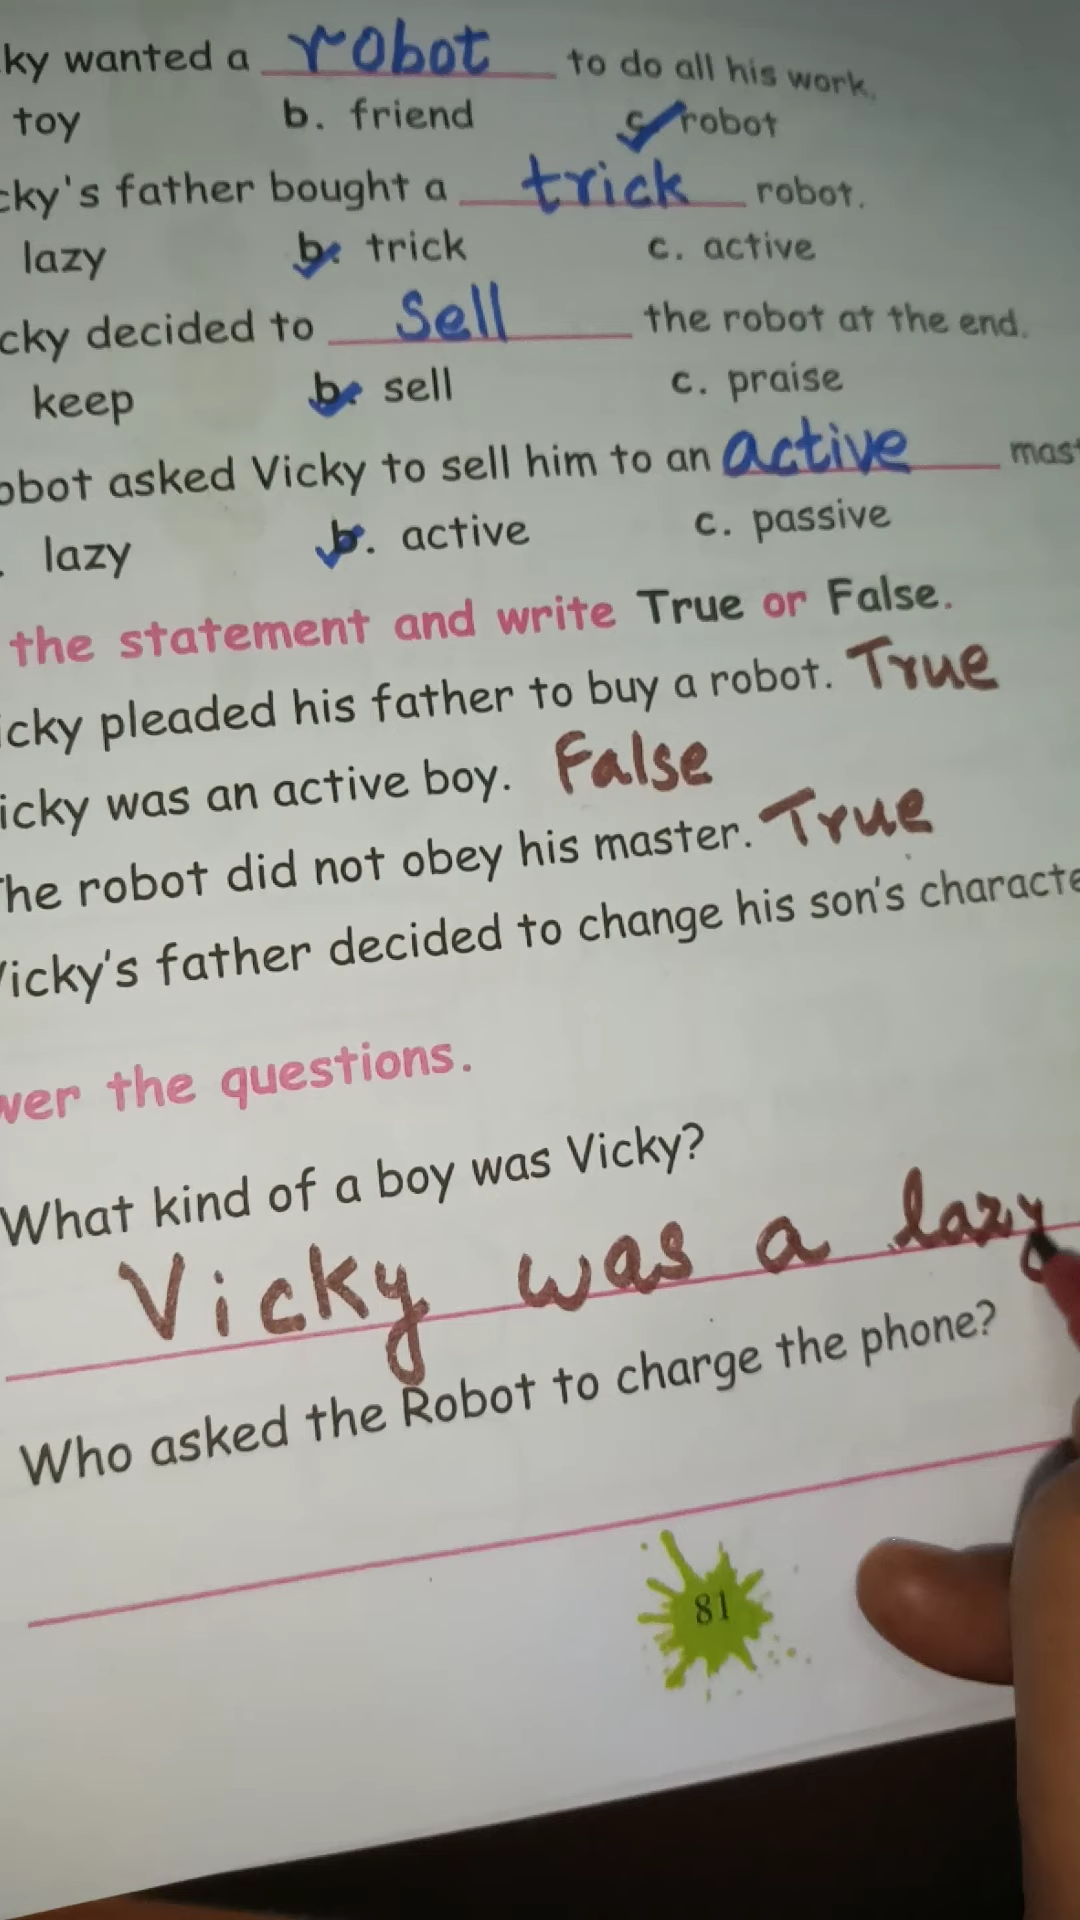 ky wanted a robot to do all his work.
toy b. friend c. robot
cky's father bought a trick robot.
lazy b. trick c. active
cky decided to sell the robot at the end.
keep b. sell c. praise
obot asked Vicky to sell him to an active mast
. lazy b. active c. passive
the statement and write True or False.
icky pleaded his father to buy a robot. True
icky was an active boy. False
The robot did not obey his master. True
Vicky's father decided to change his son's characte
wer the questions.
What kind of a boy was Vicky?
Vicky was a lazy
Who asked the Robot to charge the phone?
81